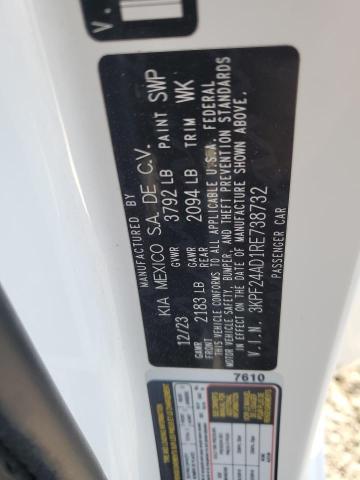 V.
MANUFACTURED BY
KIA MEXICO S.A. DE C.V.
12/23 GVWR 3792 LB PAINT SWP
GAWR FRONT 2183 LB GAWR REAR 2094 LB TRIM WK
THIS VEHICLE CONFORMS TO ALL APPLICABLE U.S.A. FEDERAL
MOTOR VEHICLE SAFETY, BUMPER, AND THEFT PREVENTION STANDARDS
IN EFFECT ON THE DATE OF MANUFACTURE SHOWN ABOVE.
V.I.N. 3KPF24AD1RE738732
PASSENGER CAR
7610